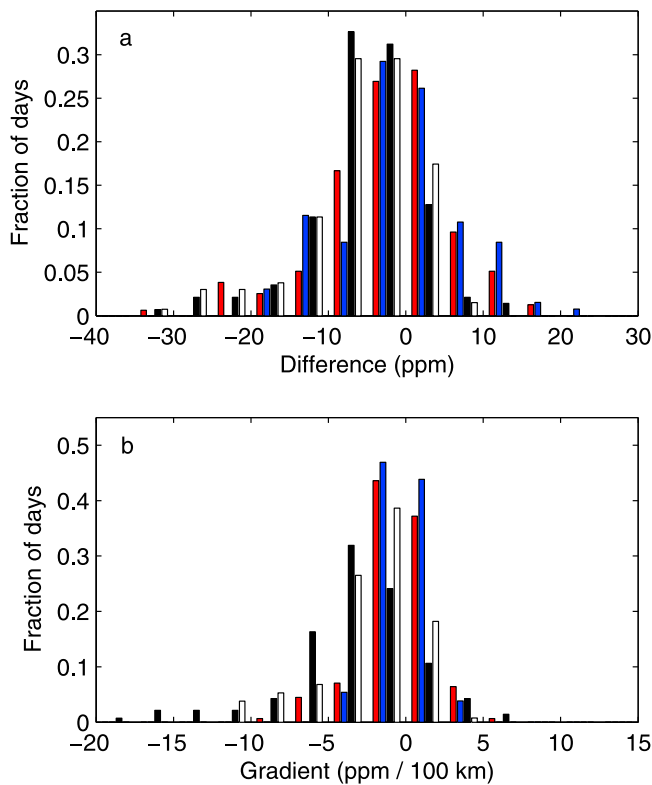 a
0.3
0.25
0.2
0.15
0.1
0.05
0
Fraction of days
−40 −30 −20 −10 0 10 20 30
Difference (ppm)
b
0.5
0.4
0.3
0.2
0.1
0
Fraction of days
−20 −15 −10 −5 0 5 10 15
Gradient (ppm / 100 km)